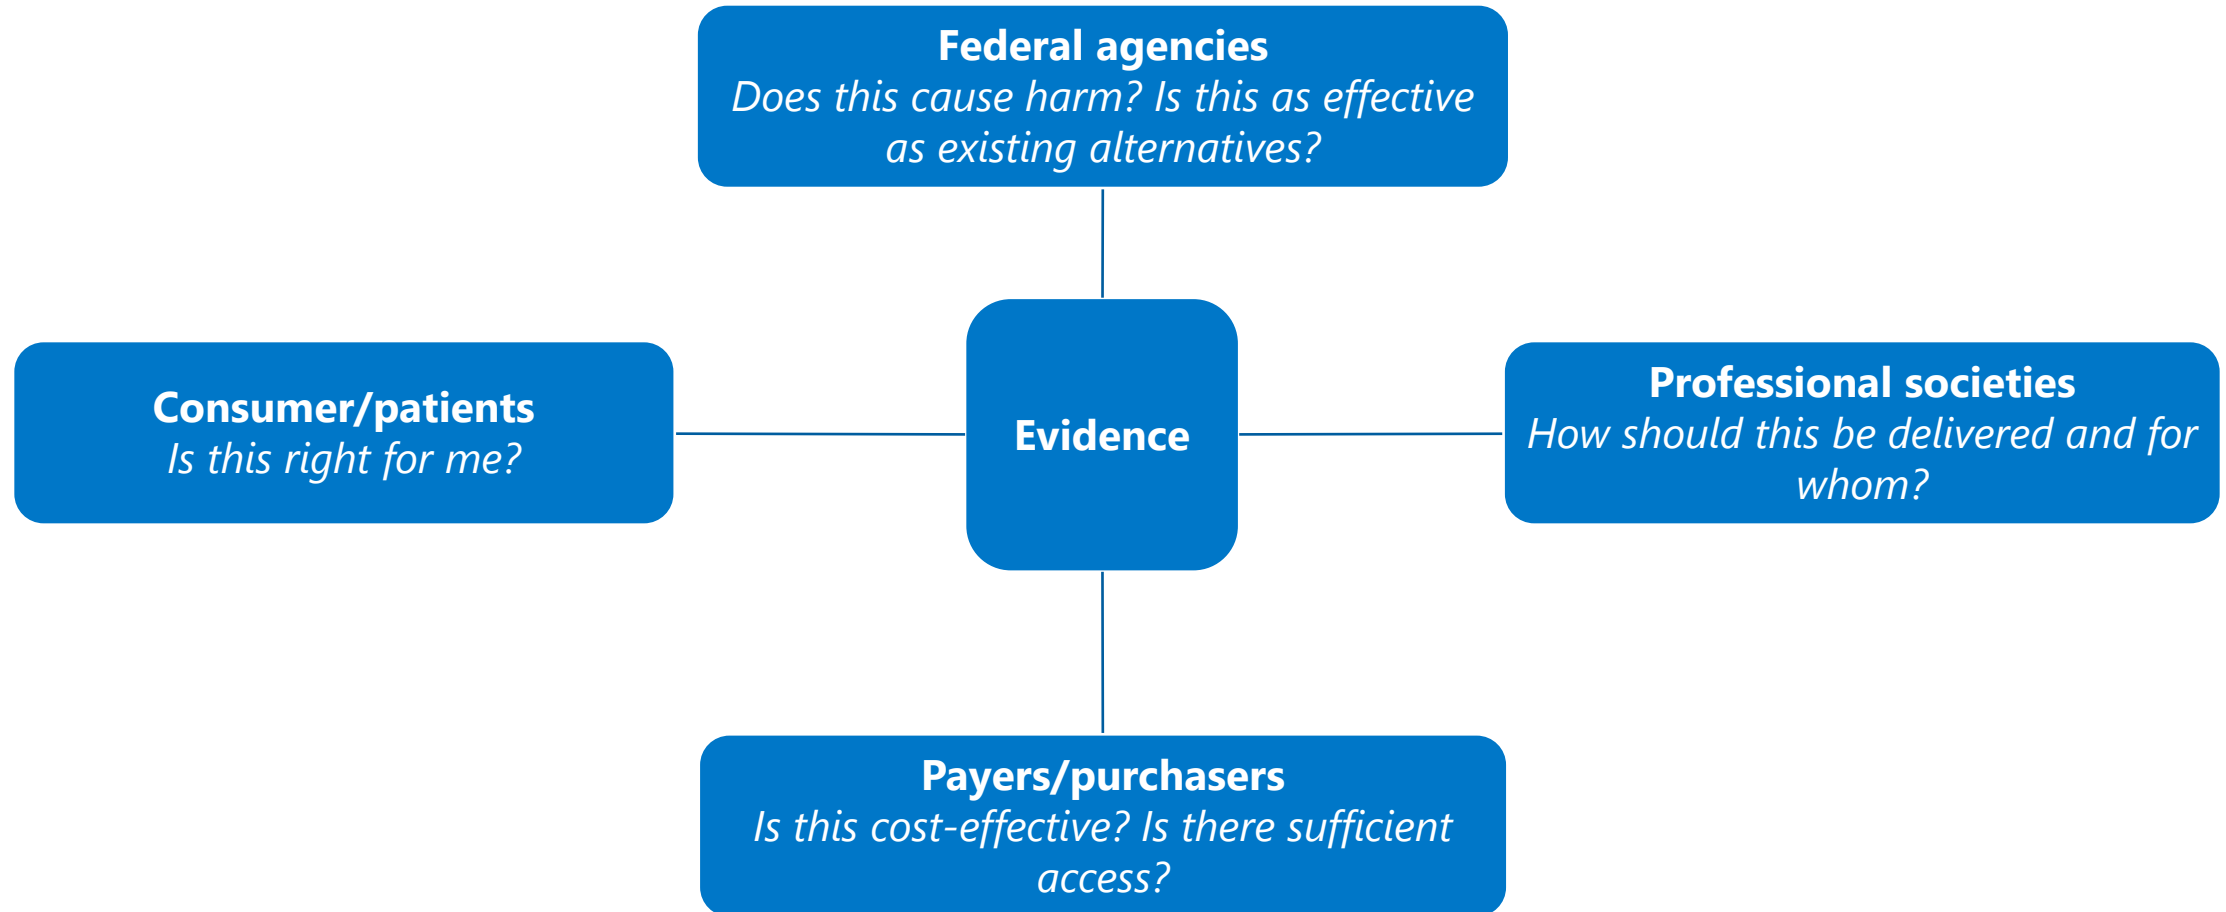 Federal agencies
Does this cause harm? Is this as effective
as existing alternatives?
Consumer/patients
Is this right for me?
Evidence
Professional societies
How should this be delivered and for
whom?
Payers/purchasers
Is this cost-effective? Is there sufficient
access?